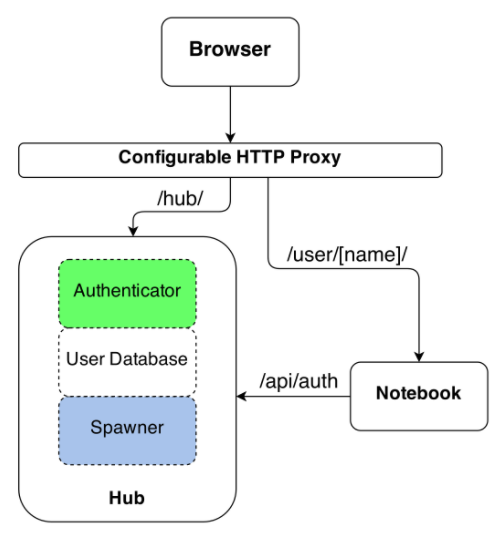 Browser
Configurable HTTP Proxy
/hub/
/user/[name]/
Authenticator
User Database
/api/auth
Notebook
Spawner
Hub